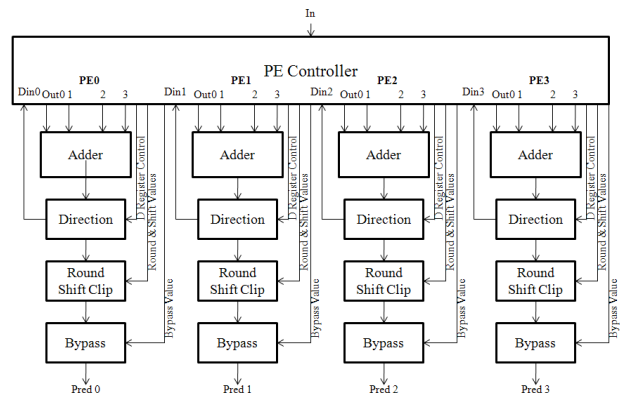 In
PE Controller
PE0
PE1
PE2
PE3
Din0
Out0 1 2 3
Din1
Out0 1 2 3
Din2
Out0 1 2 3
Din3
Out0 1 2 3
Adder
Adder
Adder
Adder
D Register Control
Round & Shift Values
Bypass Value
D Register Control
Round & Shift Values
Bypass Value
D Register Control
Round & Shift Values
Bypass Value
D Register Control
Round & Shift Values
Bypass Value
Direction
Direction
Direction
Direction
Round
Shift Clip
Round
Shift Clip
Round
Shift Clip
Round
Shift Clip
Bypass
Bypass
Bypass
Bypass
Pred 0
Pred 1
Pred 2
Pred 3